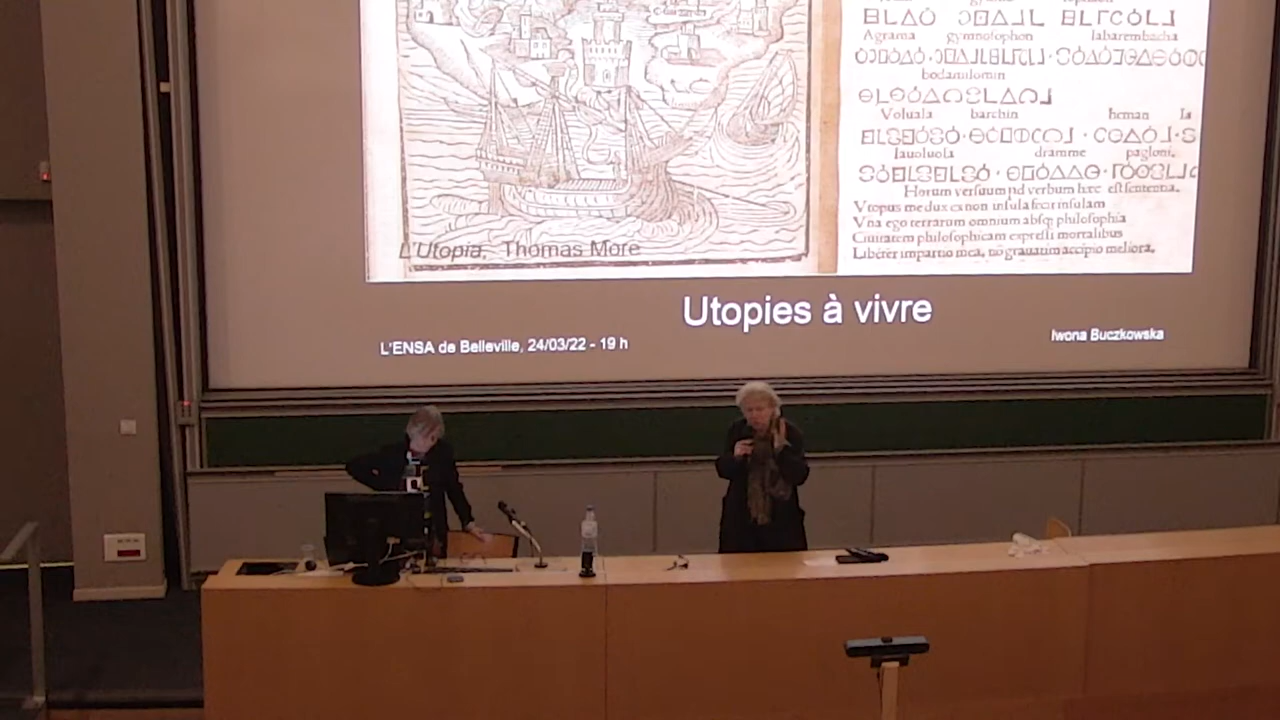 Agrama gymnosophon labarembacha
bodamilomin
Voluala barchin heman la
lauoluola dramme pagloni.
Horum versuum ad verbum hæc est sententia.
Vtopus me dux ex non insula fecit insulam
Vna ego terrarum omnium absq; philosophia
Ciuitatem philosophicam expressi mortalibus
Libẽter impartio mea, nõ grauatim accipio meliora.
L'Utopia, Thomas More
Utopies à vivre
L'ENSA de Belleville, 24/03/22 - 19 h
Iwona Buczkowska